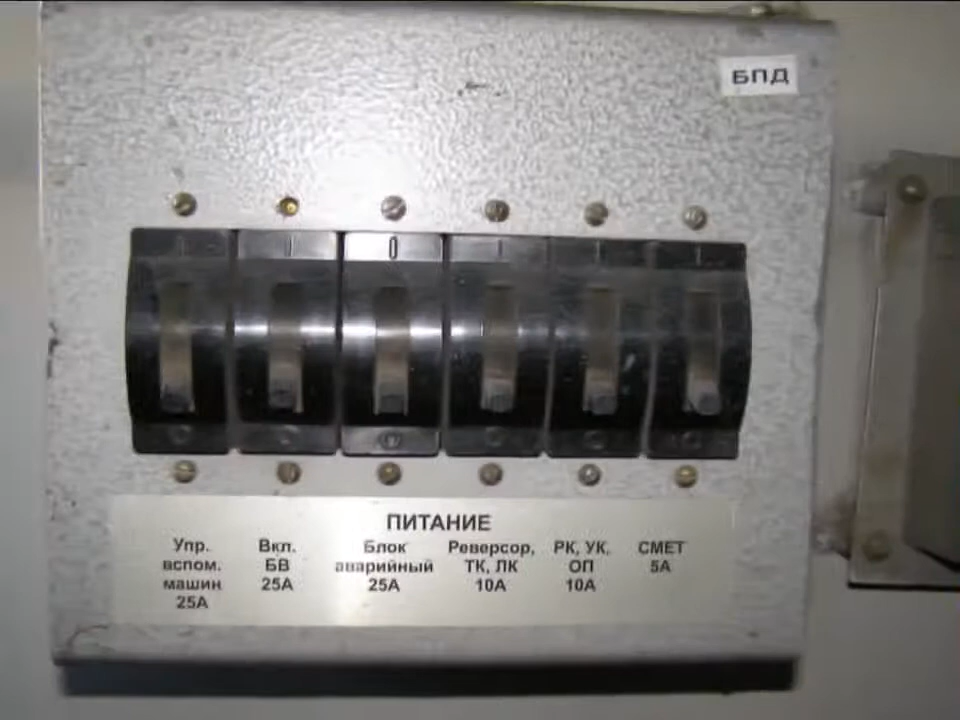 БПД
ПИТАНИЕ
Упр. вспом. машин 25А
Вкл. БВ 25А
Блок аварийный 25А
Реверсор, ТК, ЛК 10А
РК, УК, ОП 10А
СМЕТ 5А